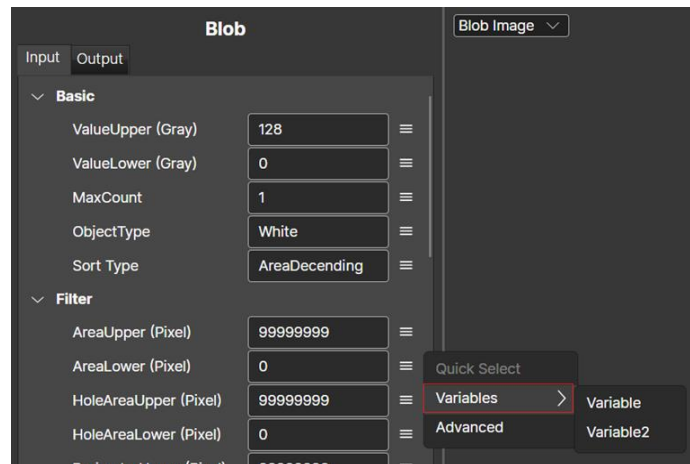 Blob
Blob Image
Input Output
Basic
ValueUpper (Gray) 128
ValueLower (Gray) 0
MaxCount 1
ObjectType White
Sort Type AreaDecending
Filter
AreaUpper (Pixel) 99999999
AreaLower (Pixel) 0
HoleAreaUpper (Pixel) 99999999
HoleAreaLower (Pixel) 0
Quick Select
Variables
Advanced
Variable
Variable2